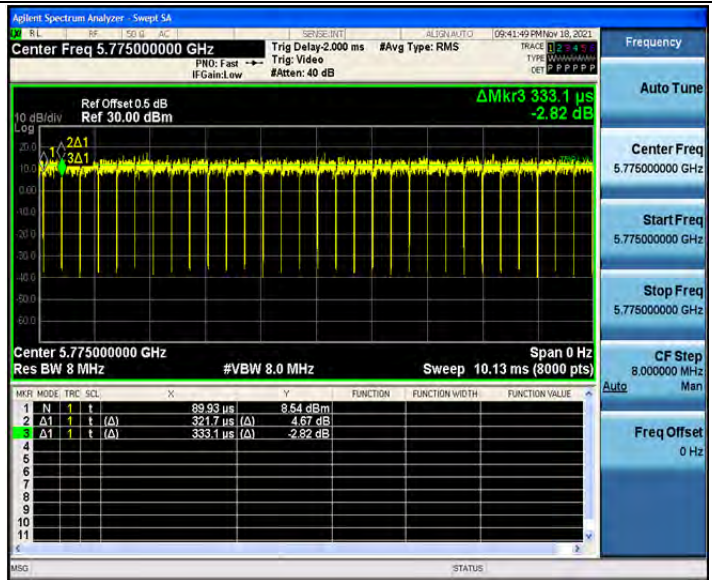 Agilent Spectrum Analyzer - Swept SA
RL RF 50 Ω AC SENSE:INT ALIGN AUTO 09:41:49 PM Nov 18, 2021
Center Freq 5.775000000 GHz
Trig Delay-2.000 ms #Avg Type: RMS TRACE 1 2 3 4 5 6
PNO: Fast Trig: Video TYPE WWWWWW
IFGain:Low #Atten: 40 dB DET P P P P P P
Ref Offset 0.5 dB ΔMkr3 333.1 µs
10 dB/div Ref 30.00 dBm -2.82 dB
Log
20.0
10.0
0.00
-10.0
-20.0
-30.0
-40.0
-50.0
-60.0
1 2Δ1
3Δ1
Center 5.775000000 GHz Span 0 Hz
Res BW 8 MHz #VBW 8.0 MHz Sweep 10.13 ms (8000 pts)
MKR MODE TRC SCL X Y FUNCTION FUNCTION WIDTH FUNCTION VALUE
1 N 1 t 89.93 µs 8.54 dBm
2 Δ1 1 t (Δ) 321.7 µs (Δ) 4.67 dB
3 Δ1 1 t (Δ) 333.1 µs (Δ) -2.82 dB
4
5
6
7
8
9
10
11
MSG STATUS
Frequency
Auto Tune
Center Freq
5.775000000 GHz
Start Freq
5.775000000 GHz
Stop Freq
5.775000000 GHz
CF Step
8.000000 MHz
Auto Man
Freq Offset
0 Hz